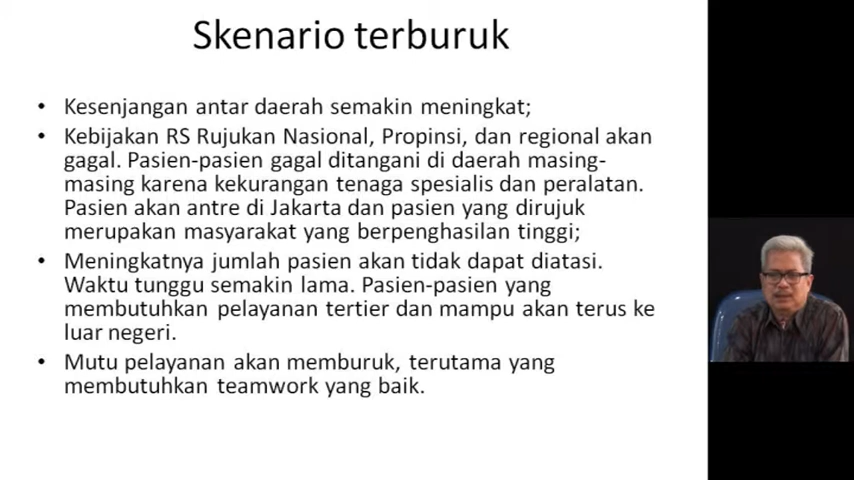 Skenario terburuk
• Kesenjangan antar daerah semakin meningkat;
• Kebijakan RS Rujukan Nasional, Propinsi, dan regional akan
gagal. Pasien-pasien gagal ditangani di daerah masing-
masing karena kekurangan tenaga spesialis dan peralatan.
Pasien akan antre di Jakarta dan pasien yang dirujuk
merupakan masyarakat yang berpenghasilan tinggi;
• Meningkatnya jumlah pasien akan tidak dapat diatasi.
Waktu tunggu semakin lama. Pasien-pasien yang
membutuhkan pelayanan tertier dan mampu akan terus ke
luar negeri.
• Mutu pelayanan akan memburuk, terutama yang
membutuhkan teamwork yang baik.